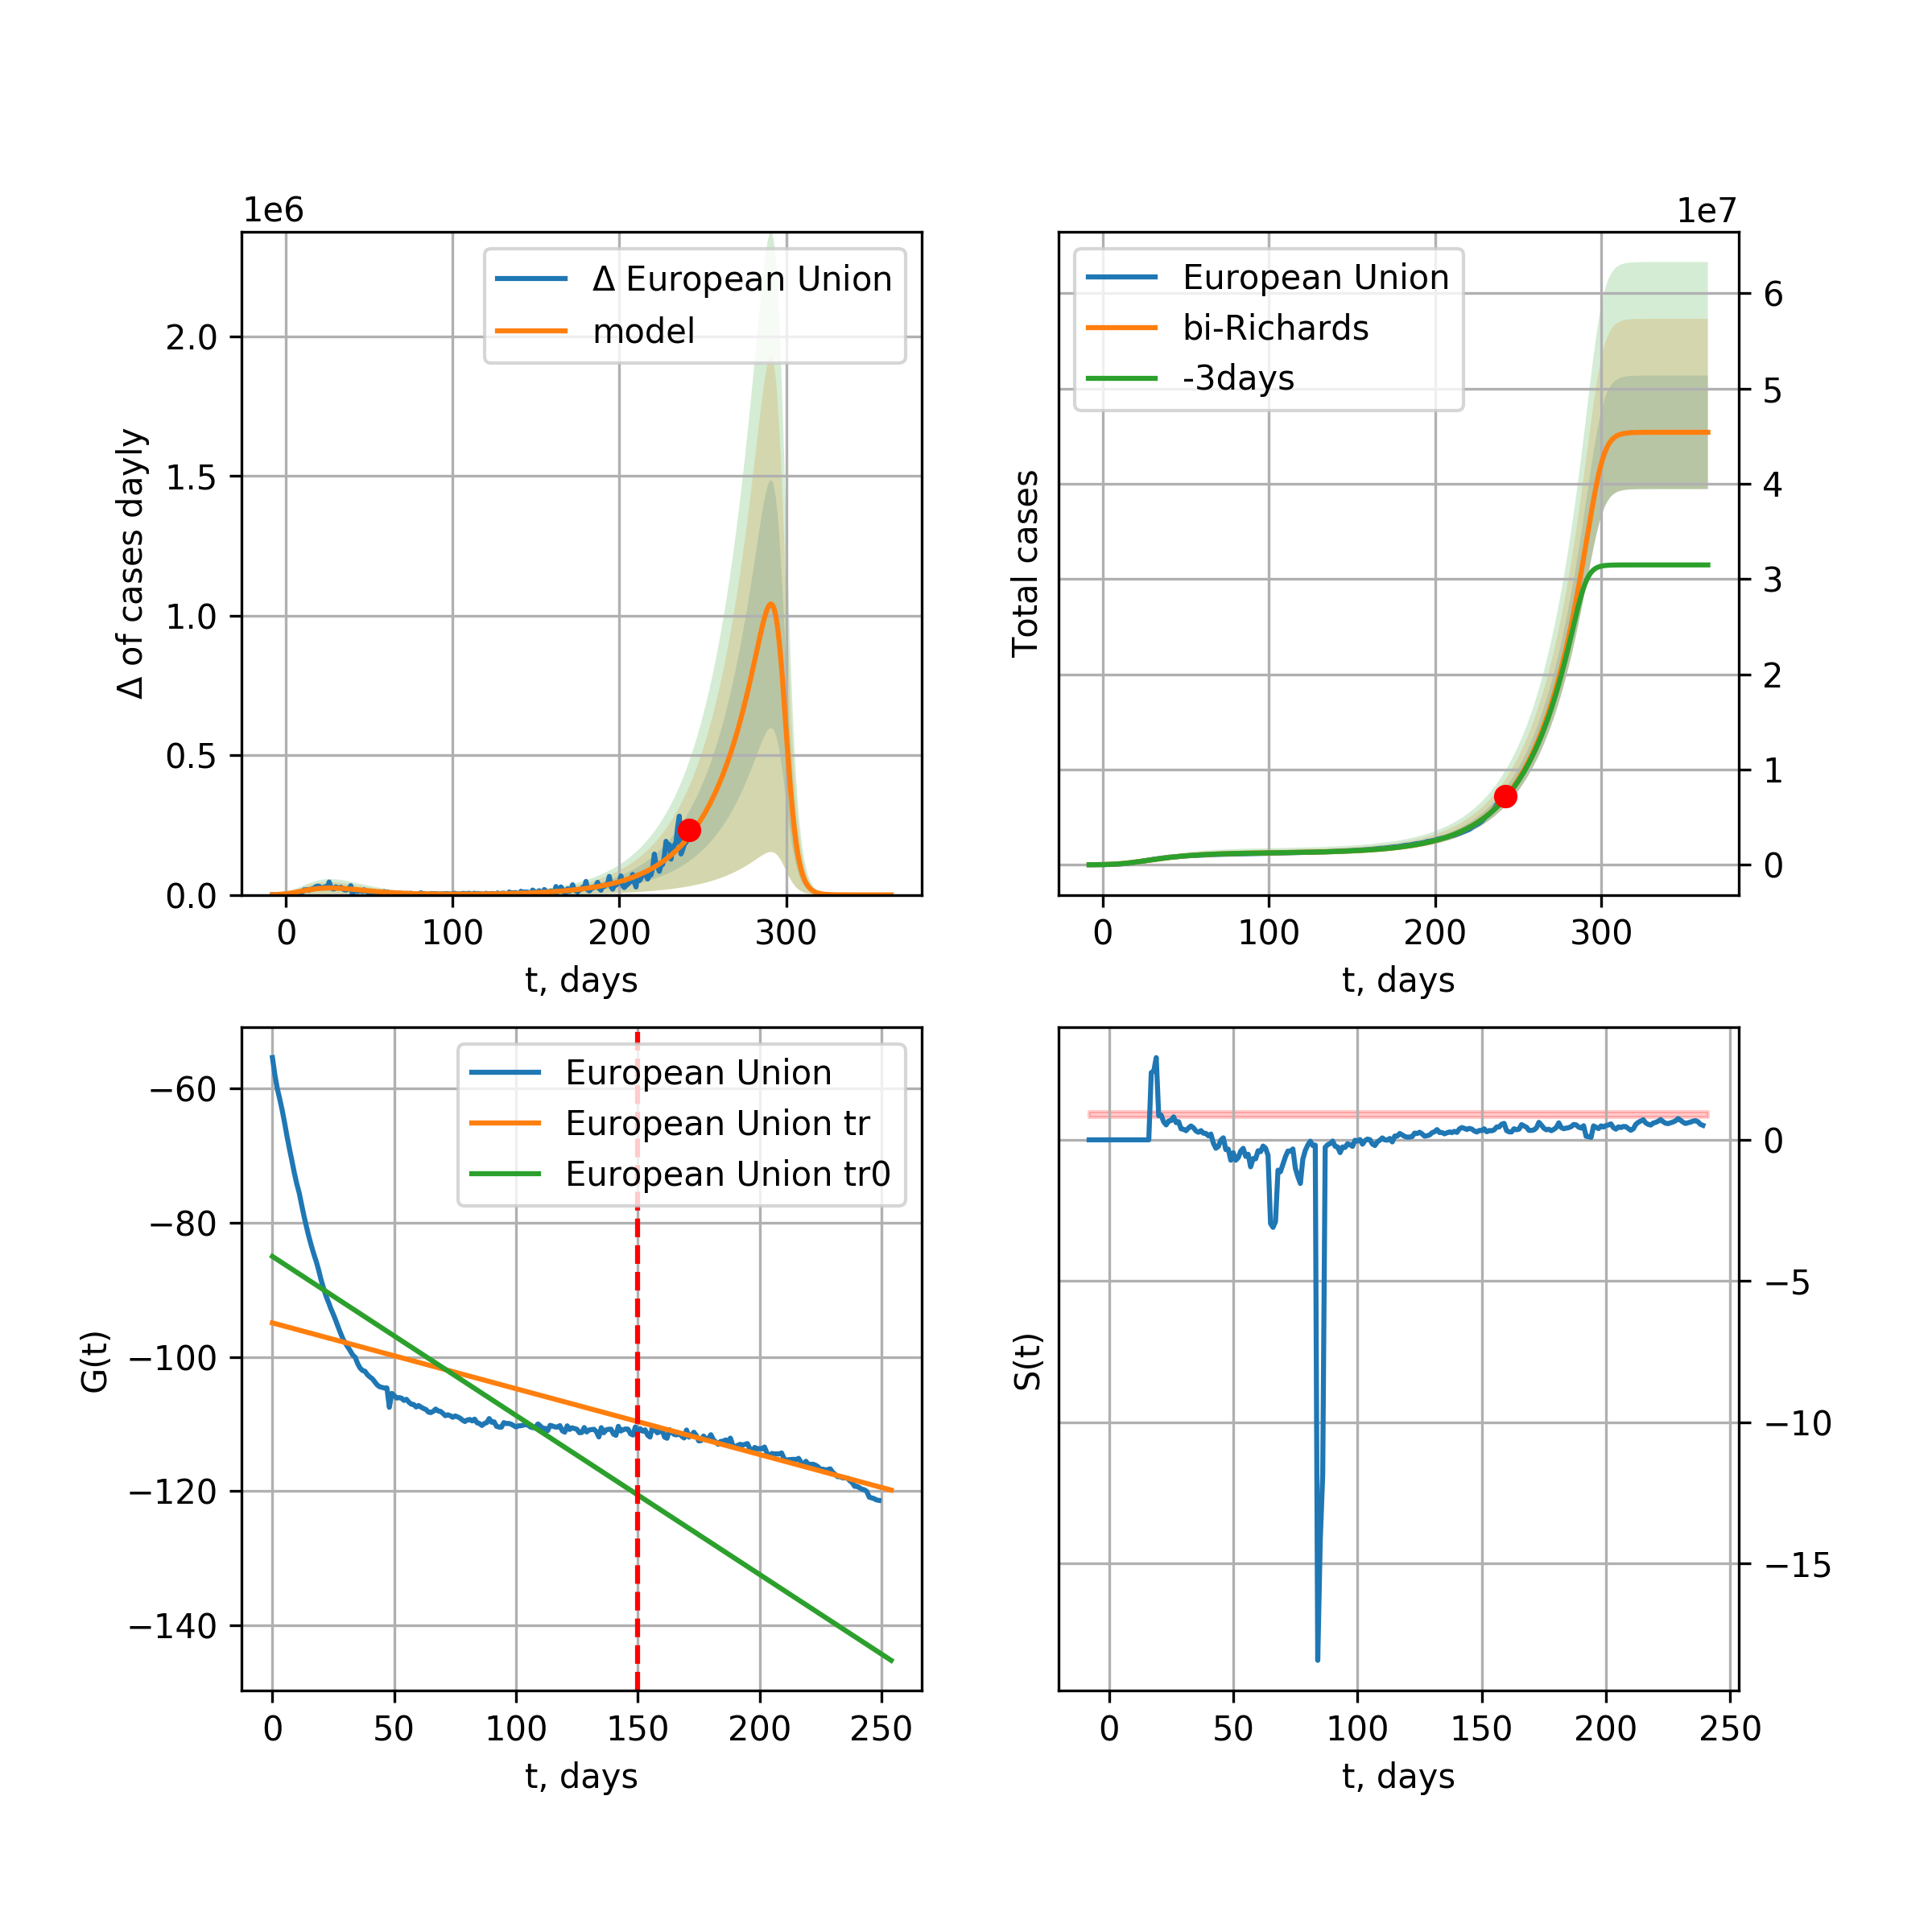 1e6
Δ European Union
model
2.0
1.5
1.0
0.5
0.0
Δ of cases dayly
0 100 200 300
t, days
1e7
European Union
bi-Richards
-3days
6
5
4
3
2
1
0
Total cases
0 100 200 300
t, days
European Union
European Union tr
European Union tr0
−60
−80
−100
−120
−140
G(t)
0 50 100 150 200 250
t, days
0
−5
−10
−15
S(t)
0 50 100 150 200 250
t, days